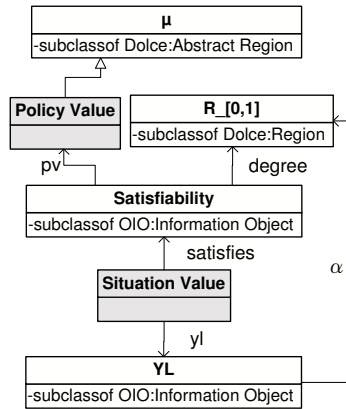 μ
-subclassof Dolce:Abstract Region
Policy Value
R_[0,1]
-subclassof Dolce:Region
pv
degree
Satisfiability
-subclassof OIO:Information Object
satisfies
α
Situation Value
yl
YL
-subclassof OIO:Information Object